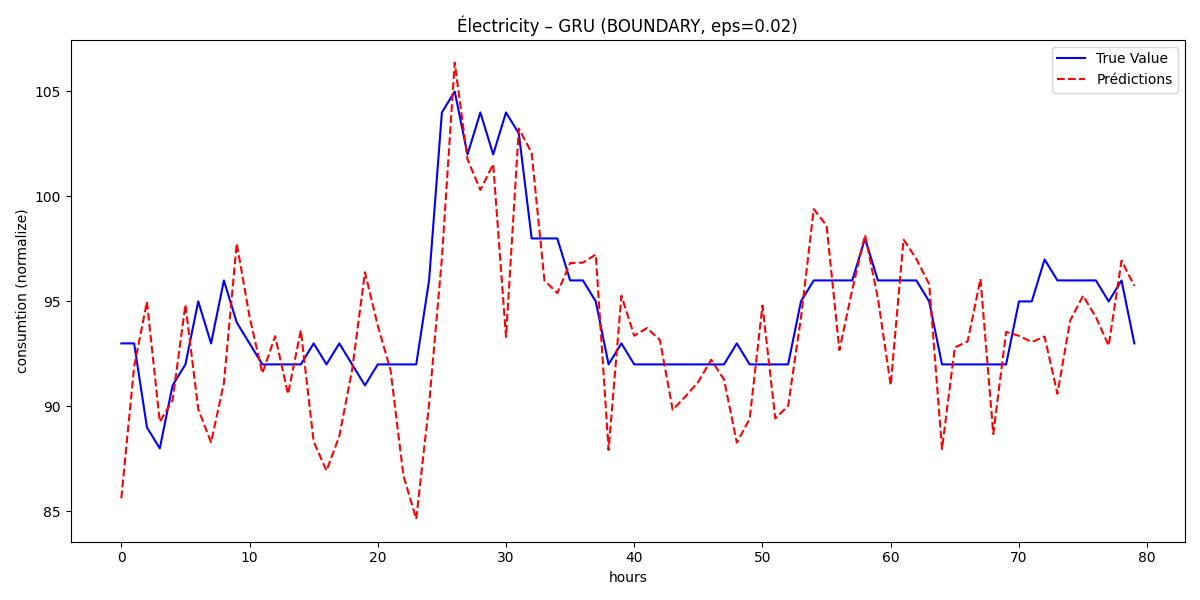 Électricity – GRU (BOUNDARY, eps=0.02)
True Value
Prédictions
consumtion (normalize)
105
100
95
90
85
0 10 20 30 40 50 60 70 80
hours